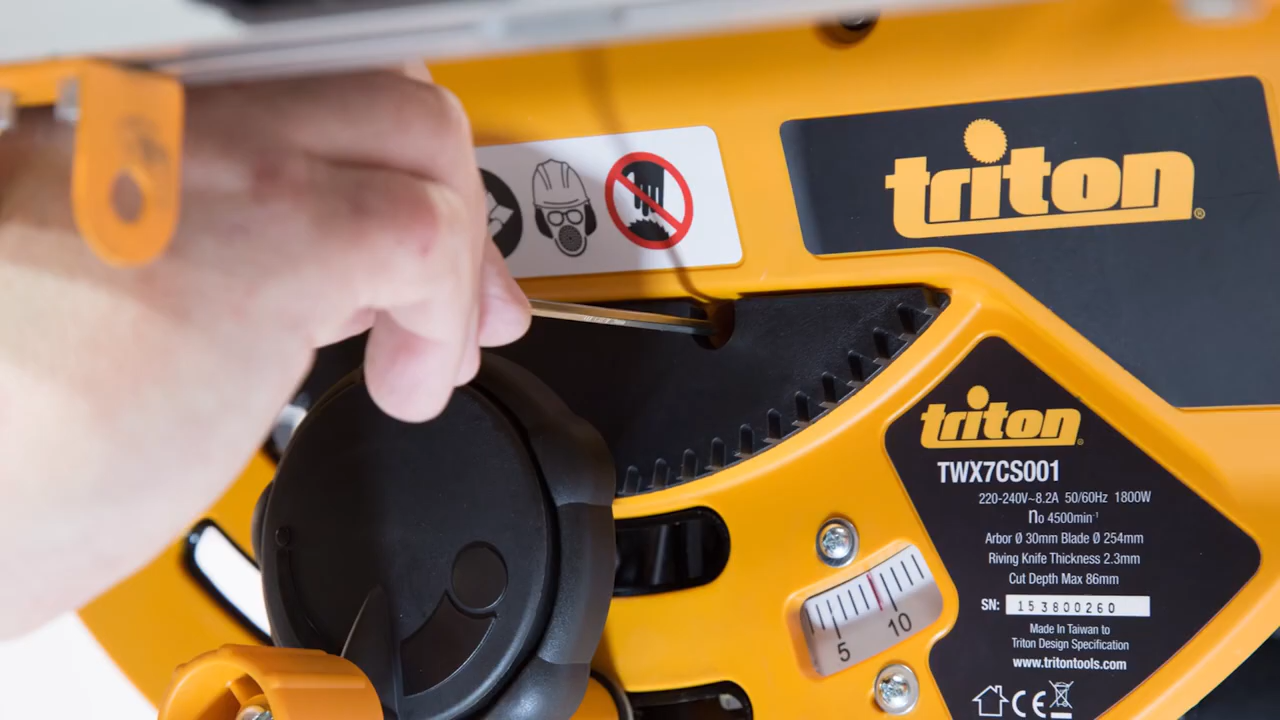 triton®
triton®
TWX7CS001
220-240V~8.2A 50/60Hz 1800W
n₀ 4500min⁻¹
Arbor Ø 30mm Blade Ø 254mm
Riving Knife Thickness 2.3mm
Cut Depth Max 86mm
SN: 153800260
Made In Taiwan to
Triton Design Specification
www.tritontools.com
CE
5 10